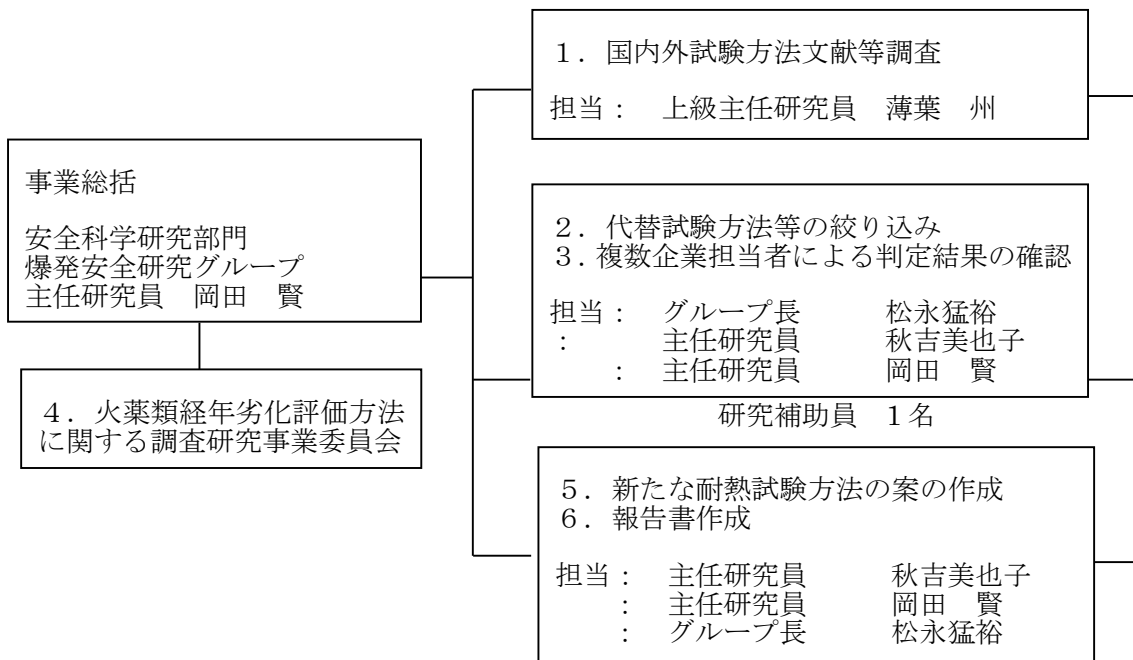 事業総括
安全科学研究部門
爆発安全研究グループ
主任研究員 岡田 賢
４．火薬類経年劣化評価方法
に関する調査研究事業委員会
１．国内外試験方法文献等調査
担当： 上級主任研究員 薄葉 州
２．代替試験方法等の絞り込み
３．複数企業担当者による判定結果の確認
担当： グループ長 松永猛裕
： 主任研究員 秋吉美也子
： 主任研究員 岡田 賢
研究補助員 １名
５．新たな耐熱試験方法の案の作成
６．報告書作成
担当： 主任研究員 秋吉美也子
： 主任研究員 岡田 賢
： グループ長 松永猛裕